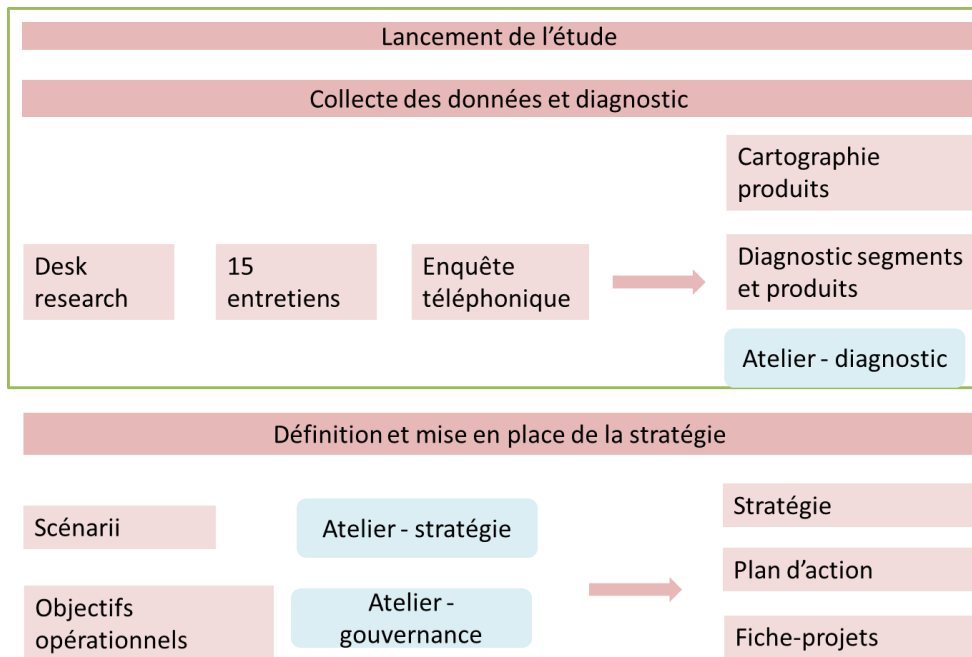 Lancement de l'étude
Collecte des données et diagnostic
Cartographie
produits
Desk
research
15
entretiens
Enquête
téléphonique
Diagnostic segments
et produits
Atelier - diagnostic
Définition et mise en place de la stratégie
Scénarii
Atelier - stratégie
Stratégie
Objectifs
opérationnels
Atelier -
gouvernance
Plan d'action
Fiche-projets